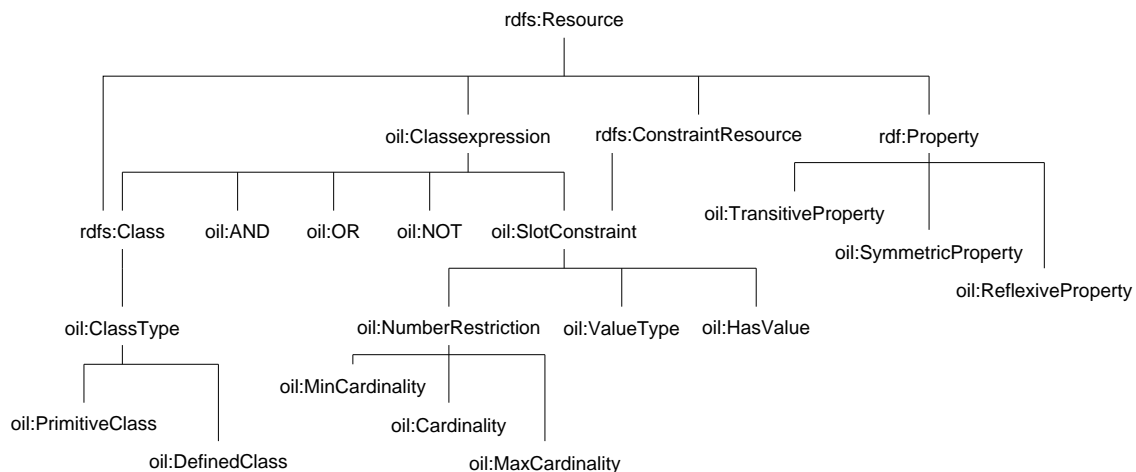 rdfs:Resource
oil:Classexpression
rdfs:ConstraintResource
rdf:Property
oil:TransitiveProperty
rdfs:Class
oil:AND
oil:OR
oil:NOT
oil:SlotConstraint
oil:SymmetricProperty
oil:ReflexiveProperty
oil:ClassType
oil:NumberRestriction
oil:ValueType
oil:HasValue
oil:MinCardinality
oil:PrimitiveClass
oil:Cardinality
oil:DefinedClass
oil:MaxCardinality